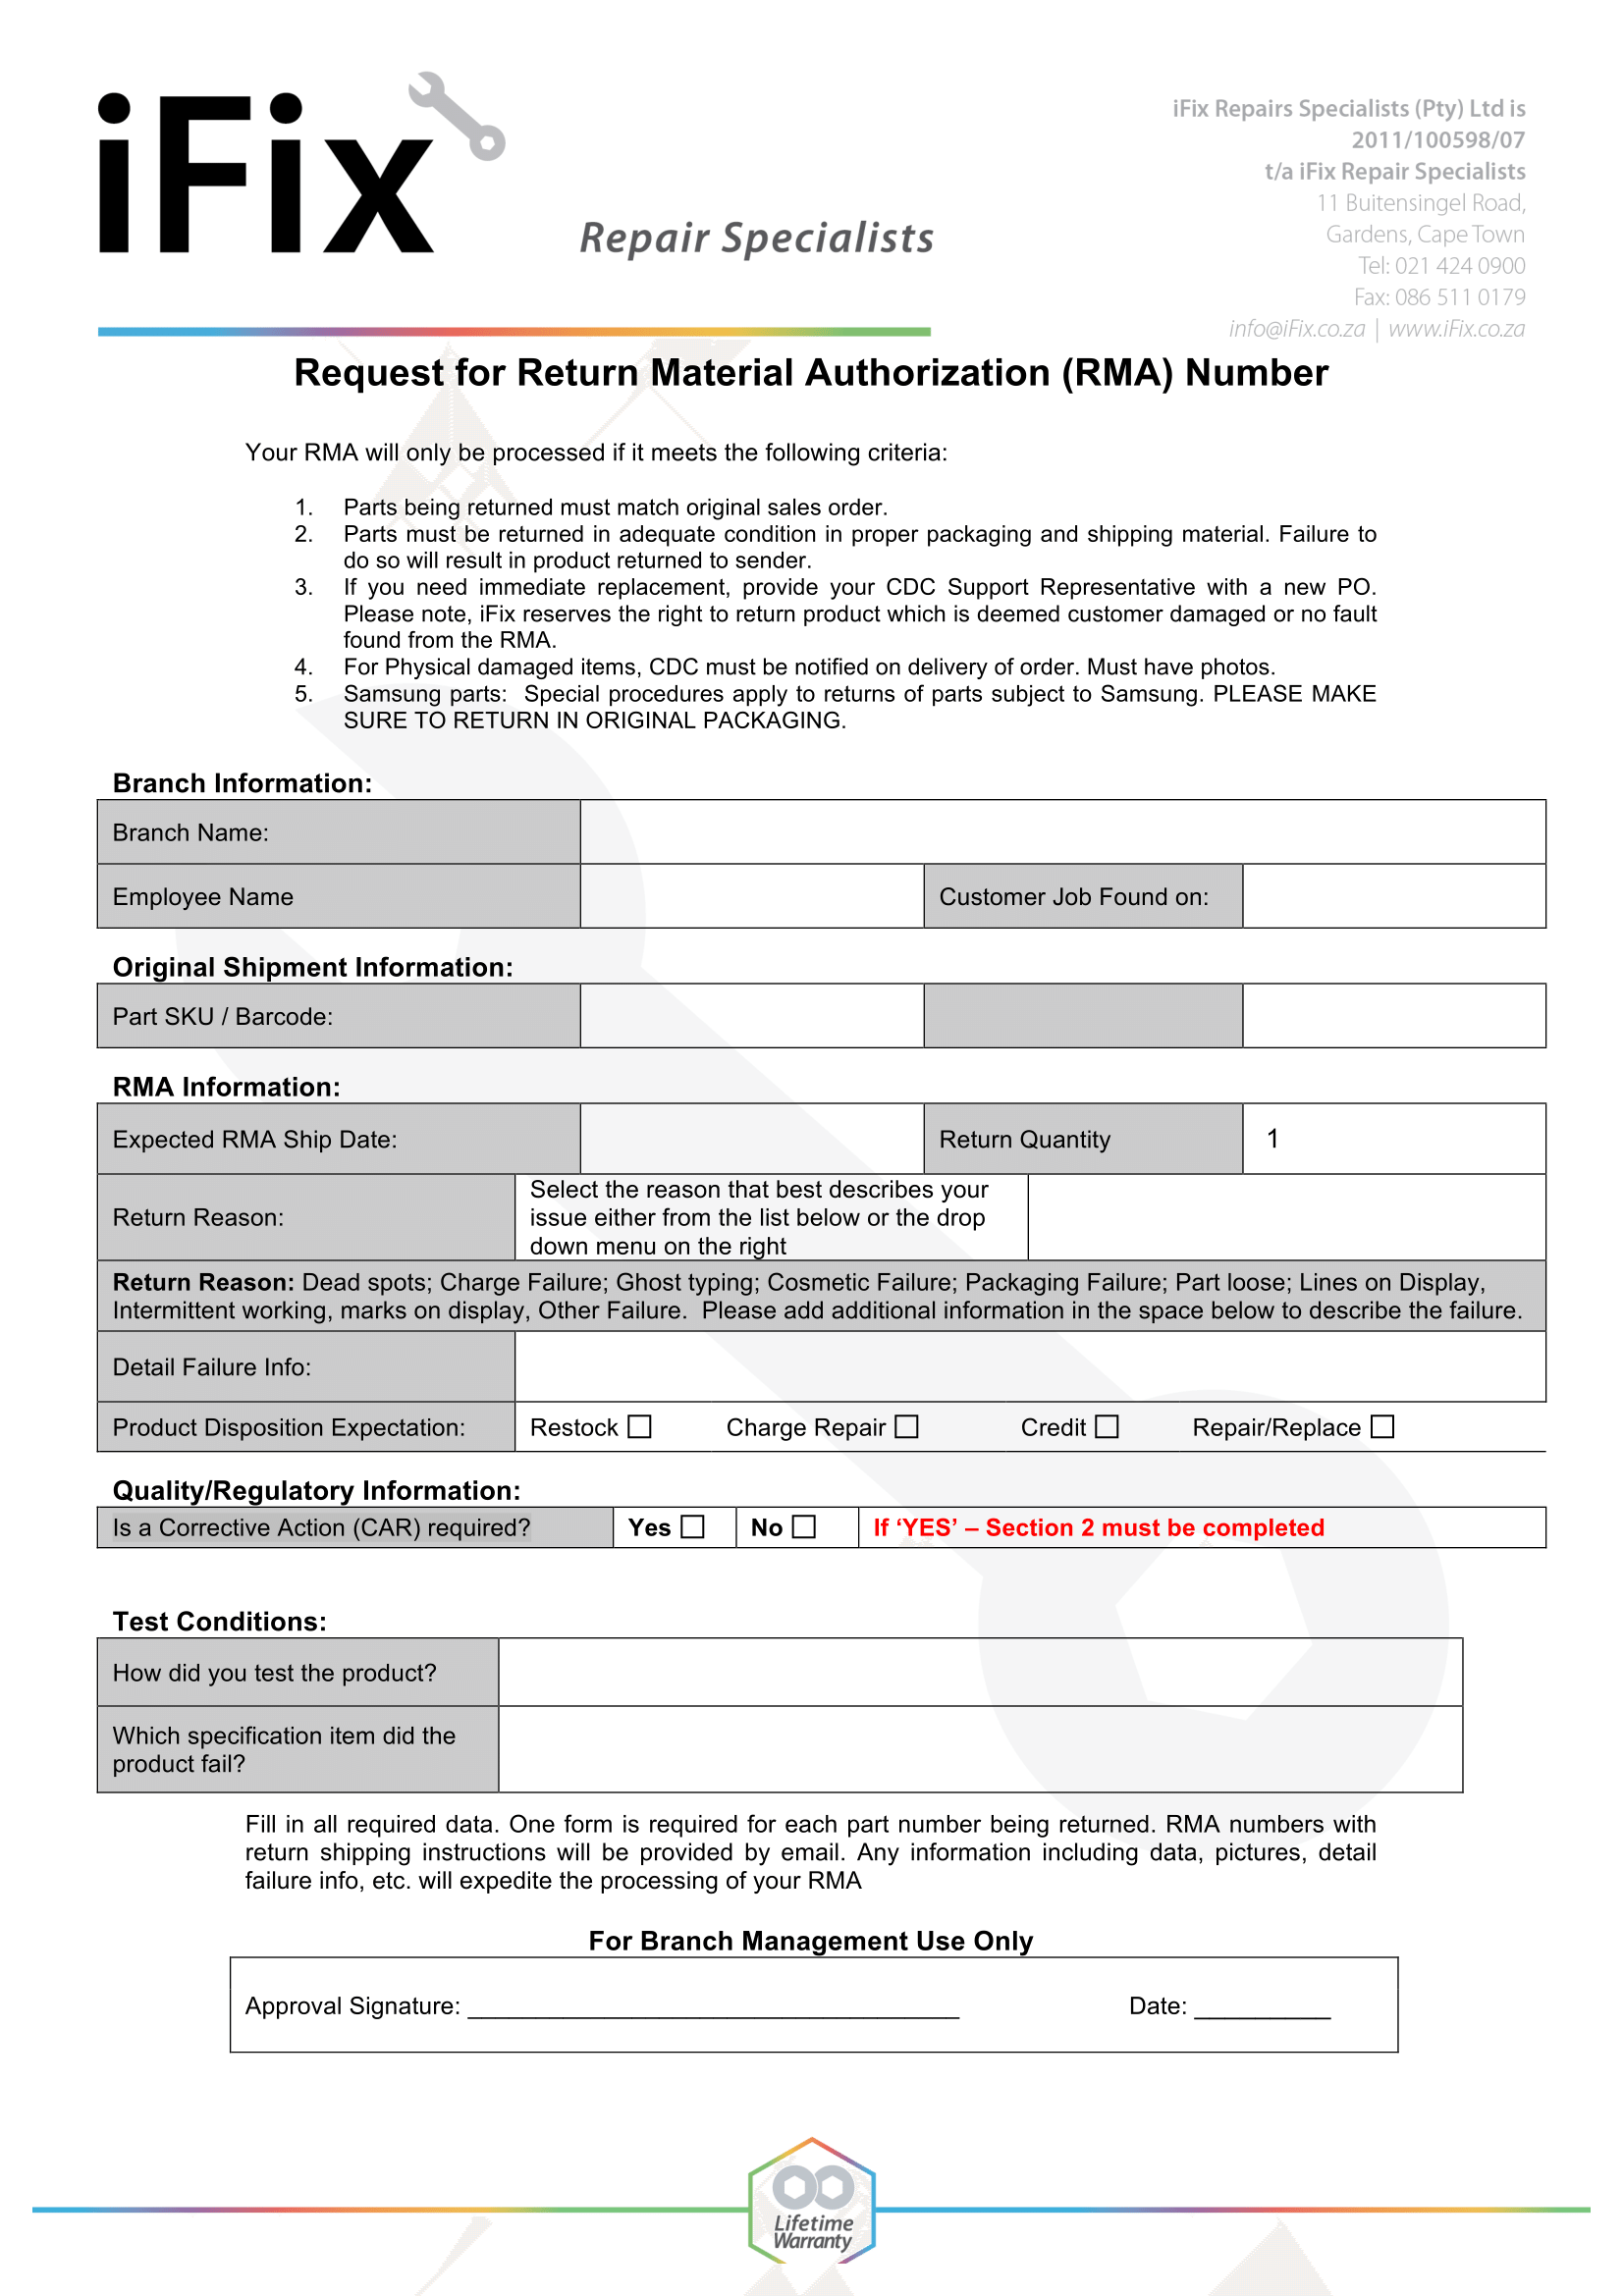 iFix
Repair Specialists
iFix Repairs Specialists (Pty) Ltd is
2011/100598/07
t/a iFix Repair Specialists
11 Buitensingel Road,
Gardens, Cape Town
Tel: 021 424 0900
Fax: 086 511 0179
info@iFix.co.za | www.iFix.co.za
Request for Return Material Authorization (RMA) Number
Your RMA will only be processed if it meets the following criteria:
1. Parts being returned must match original sales order.
2. Parts must be returned in adequate condition in proper packaging and shipping material. Failure to
do so will result in product returned to sender.
3. If you need immediate replacement, provide your CDC Support Representative with a new PO.
Please note, iFix reserves the right to return product which is deemed customer damaged or no fault
found from the RMA.
4. For Physical damaged items, CDC must be notified on delivery of order. Must have photos.
5. Samsung parts:  Special procedures apply to returns of parts subject to Samsung. PLEASE MAKE
SURE TO RETURN IN ORIGINAL PACKAGING.
Branch Information:
Branch Name:
Employee Name
Customer Job Found on:
Original Shipment Information:
Part SKU / Barcode:
RMA Information:
Expected RMA Ship Date:
Return Quantity
1
Return Reason:
Select the reason that best describes your
issue either from the list below or the drop
down menu on the right
Return Reason: Dead spots; Charge Failure; Ghost typing; Cosmetic Failure; Packaging Failure; Part loose; Lines on Display,
Intermittent working, marks on display, Other Failure.  Please add additional information in the space below to describe the failure.
Detail Failure Info:
Product Disposition Expectation:
Restock ☐ Charge Repair ☐ Credit ☐ Repair/Replace ☐
Quality/Regulatory Information:
Is a Corrective Action (CAR) required?
Yes ☐
No ☐
If ‘YES’ – Section 2 must be completed
Test Conditions:
How did you test the product?
Which specification item did the
product fail?
Fill in all required data. One form is required for each part number being returned. RMA numbers with
return shipping instructions will be provided by email. Any information including data, pictures, detail
failure info, etc. will expedite the processing of your RMA
For Branch Management Use Only
Approval Signature: ____________________________________ Date: __________
Lifetime
Warranty